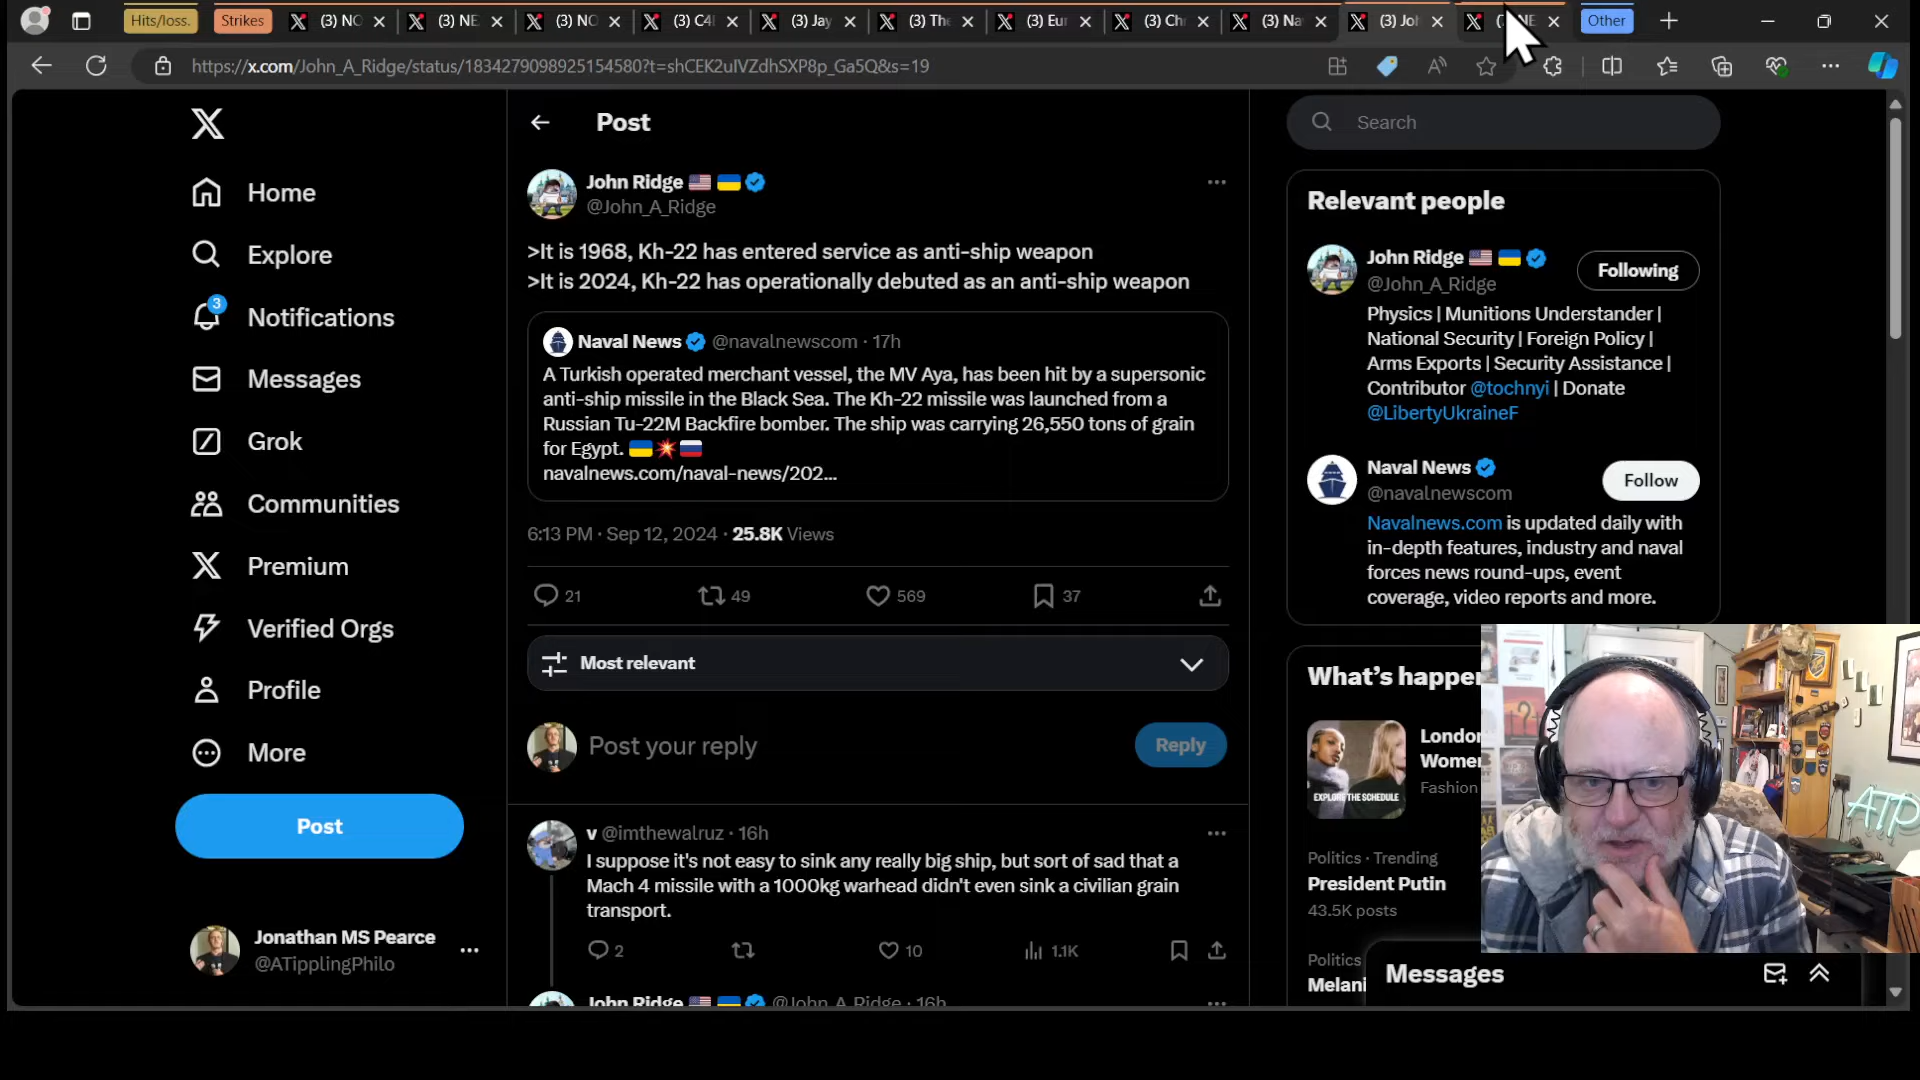 Hits/loss.
Strikes
(3) NO
(3) NE
(3) NO
(3) C4I
(3) Jay
(3) The
(3) Eur
(3) Chr
(3) Na
(3) Joh
Other
https://x.com/John_A_Ridge/status/1834279098925154580?t=shCEK2uIVZdhSXP8p_Ga5Q&s=19
Home
Explore
3
Notifications
Messages
Grok
Communities
Premium
Verified Orgs
Profile
More
Post
Jonathan MS Pearce
@ATipplingPhilo
Post
John Ridge
@John_A_Ridge
>It is 1968, Kh-22 has entered service as anti-ship weapon
>It is 2024, Kh-22 has operationally debuted as an anti-ship weapon
Naval News @navalnewscom · 17h
A Turkish operated merchant vessel, the MV Aya, has been hit by a supersonic
anti-ship missile in the Black Sea. The Kh-22 missile was launched from a
Russian Tu-22M Backfire bomber. The ship was carrying 26,550 tons of grain
for Egypt.
navalnews.com/naval-news/202...
6:13 PM · Sep 12, 2024 · 25.8K Views
21 49 569 37
Most relevant
Post your reply
Reply
v @imthewalruz · 16h
I suppose it's not easy to sink any really big ship, but sort of sad that a
Mach 4 missile with a 1000kg warhead didn't even sink a civilian grain
transport.
2 10 1.1K
John Ridge @John_A_Ridge · 16h
Search
Relevant people
John Ridge
@John_A_Ridge
Following
Physics | Munitions Understander |
National Security | Foreign Policy |
Arms Exports | Security Assistance |
Contributor @tochnyi | Donate
@LibertyUkraineF
Naval News
@navalnewscom
Follow
Navalnews.com is updated daily with
in-depth features, industry and naval
forces news round-ups, event
coverage, video reports and more.
What's happe
EXPLORE THE SCHEDULE
London
Women
Fashion
Politics · Trending
President Putin
43.5K posts
Politics
Melani
Messages
ATP